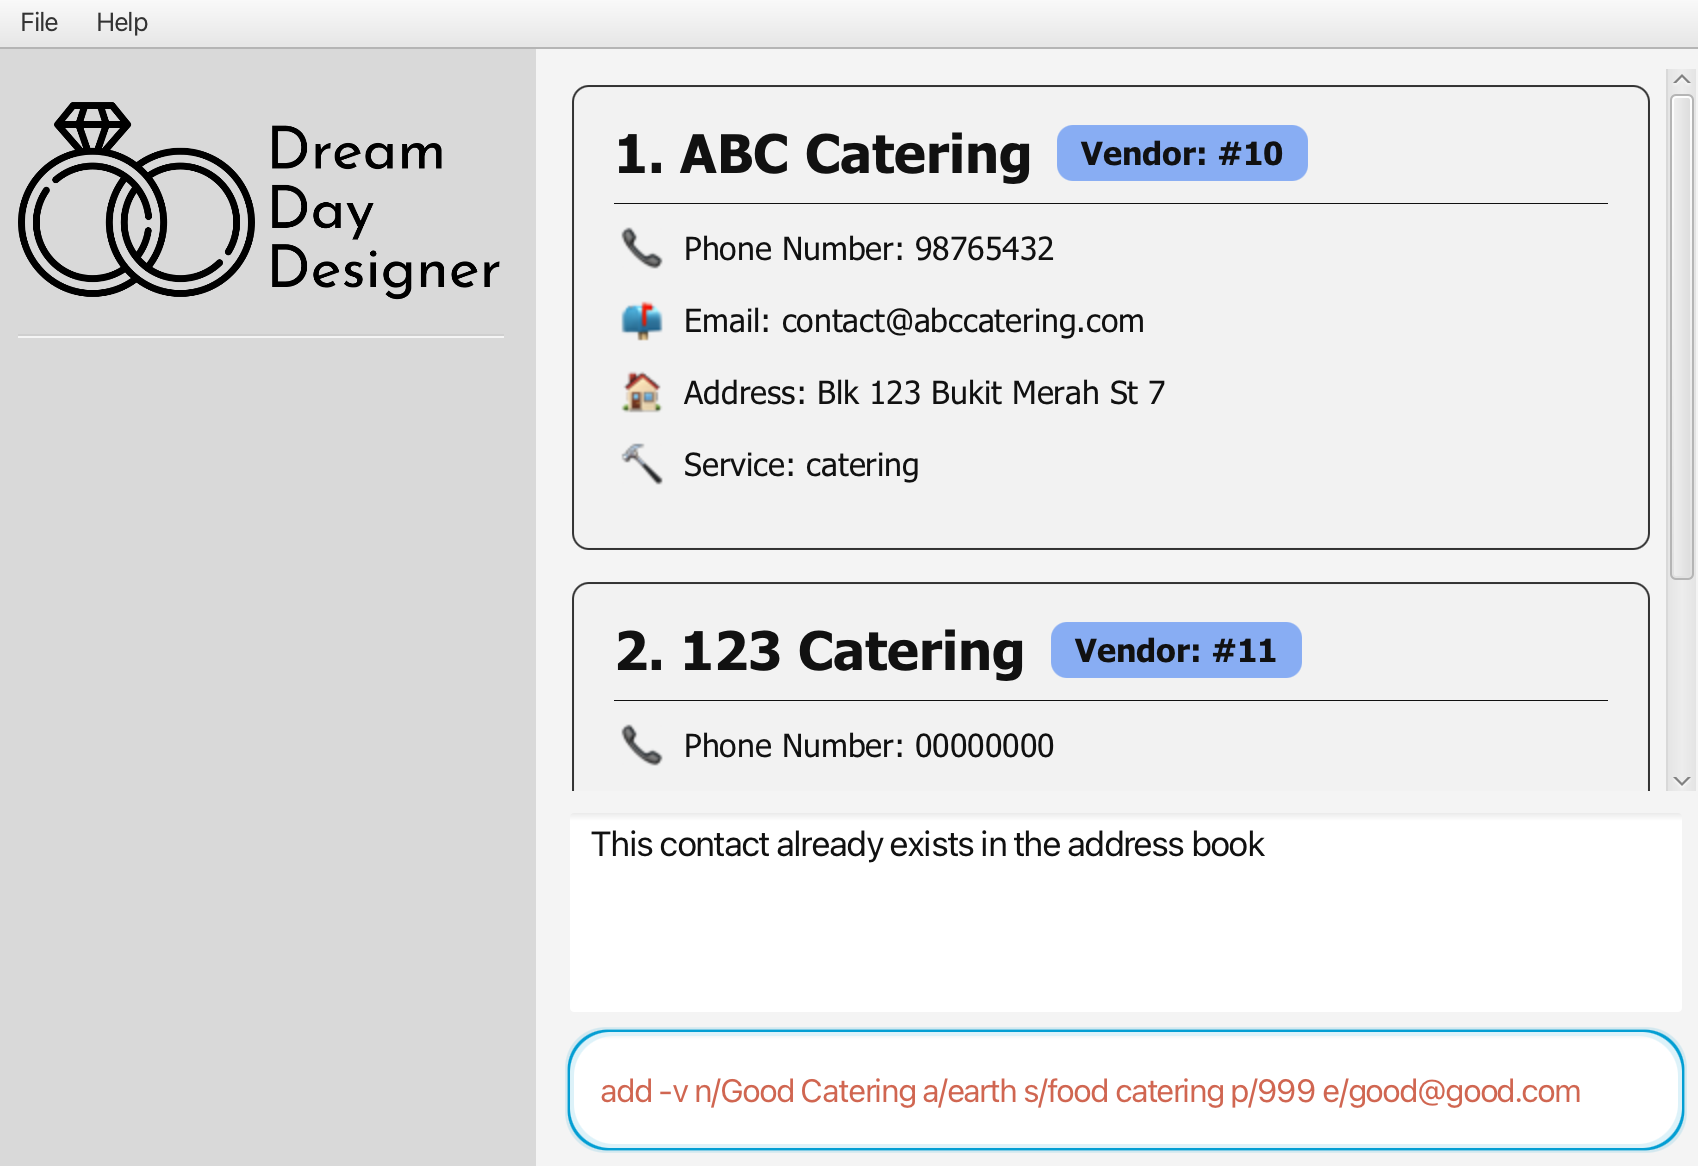 File Help
Dream
Day
Designer
1. ABC Catering Vendor: #10
Phone Number: 98765432
Email: contact@abccatering.com
Address: Blk 123 Bukit Merah St 7
Service: catering
2. 123 Catering Vendor: #11
Phone Number: 00000000
This contact already exists in the address book
add -v n/Good Catering a/earth s/food catering p/999 e/good@good.com